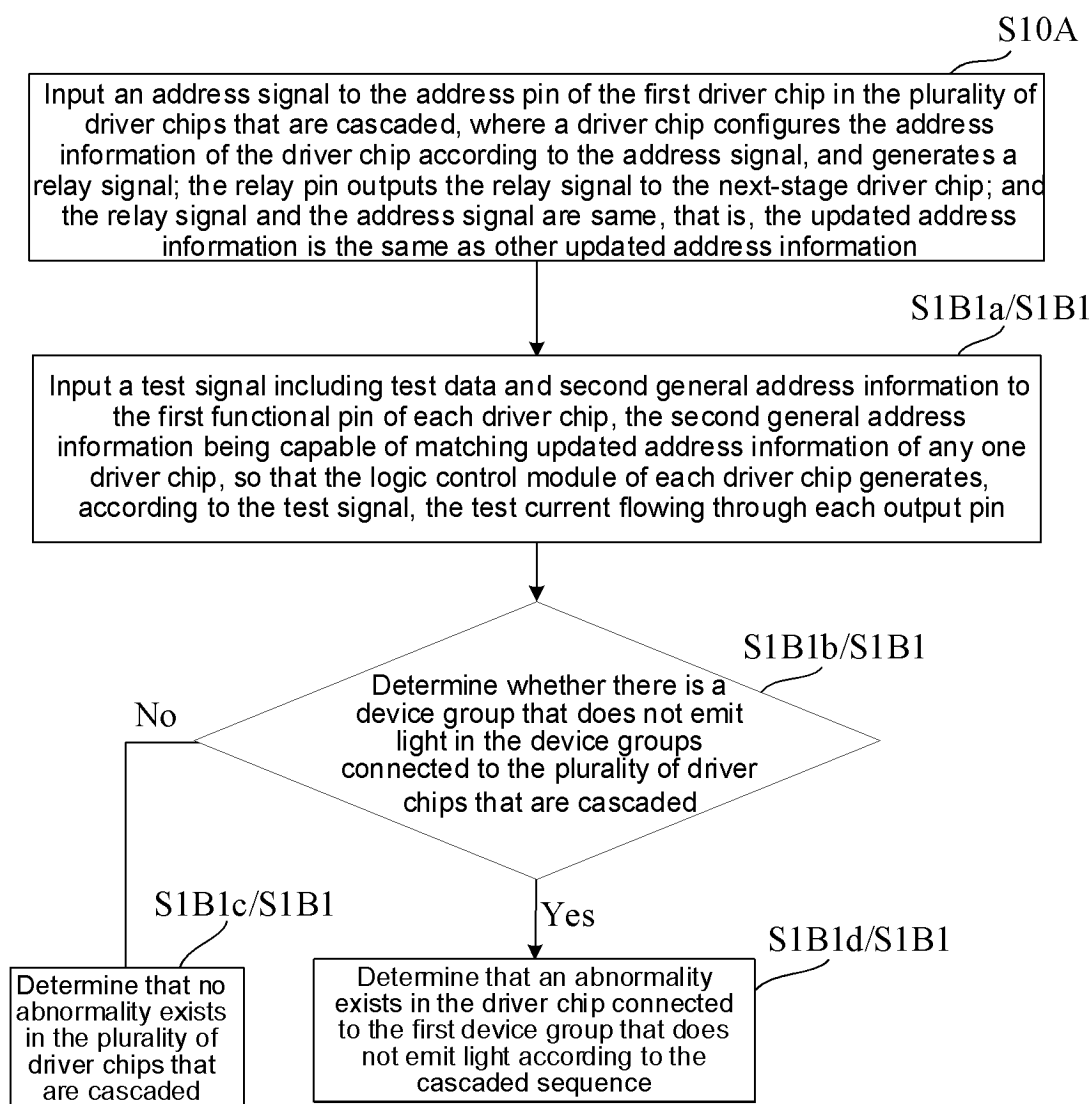 S10A
Input an address signal to the address pin of the first driver chip in the plurality of
driver chips that are cascaded, where a driver chip configures the address
information of the driver chip according to the address signal, and generates a
relay signal; the relay pin outputs the relay signal to the next-stage driver chip; and
the relay signal and the address signal are same, that is, the updated address
information is the same as other updated address information
S1B1a/S1B1
Input a test signal including test data and second general address information to
the first functional pin of each driver chip, the second general address
information being capable of matching updated address information of any one
driver chip, so that the logic control module of each driver chip generates,
according to the test signal, the test current flowing through each output pin
S1B1b/S1B1
Determine whether there is a
device group that does not emit
light in the device groups
connected to the plurality of driver
chips that are cascaded
No
Yes
S1B1c/S1B1
Determine that no
abnormality exists
in the plurality of
driver chips that
are cascaded
S1B1d/S1B1
Determine that an abnormality
exists in the driver chip connected
to the first device group that does
not emit light according to the
cascaded sequence